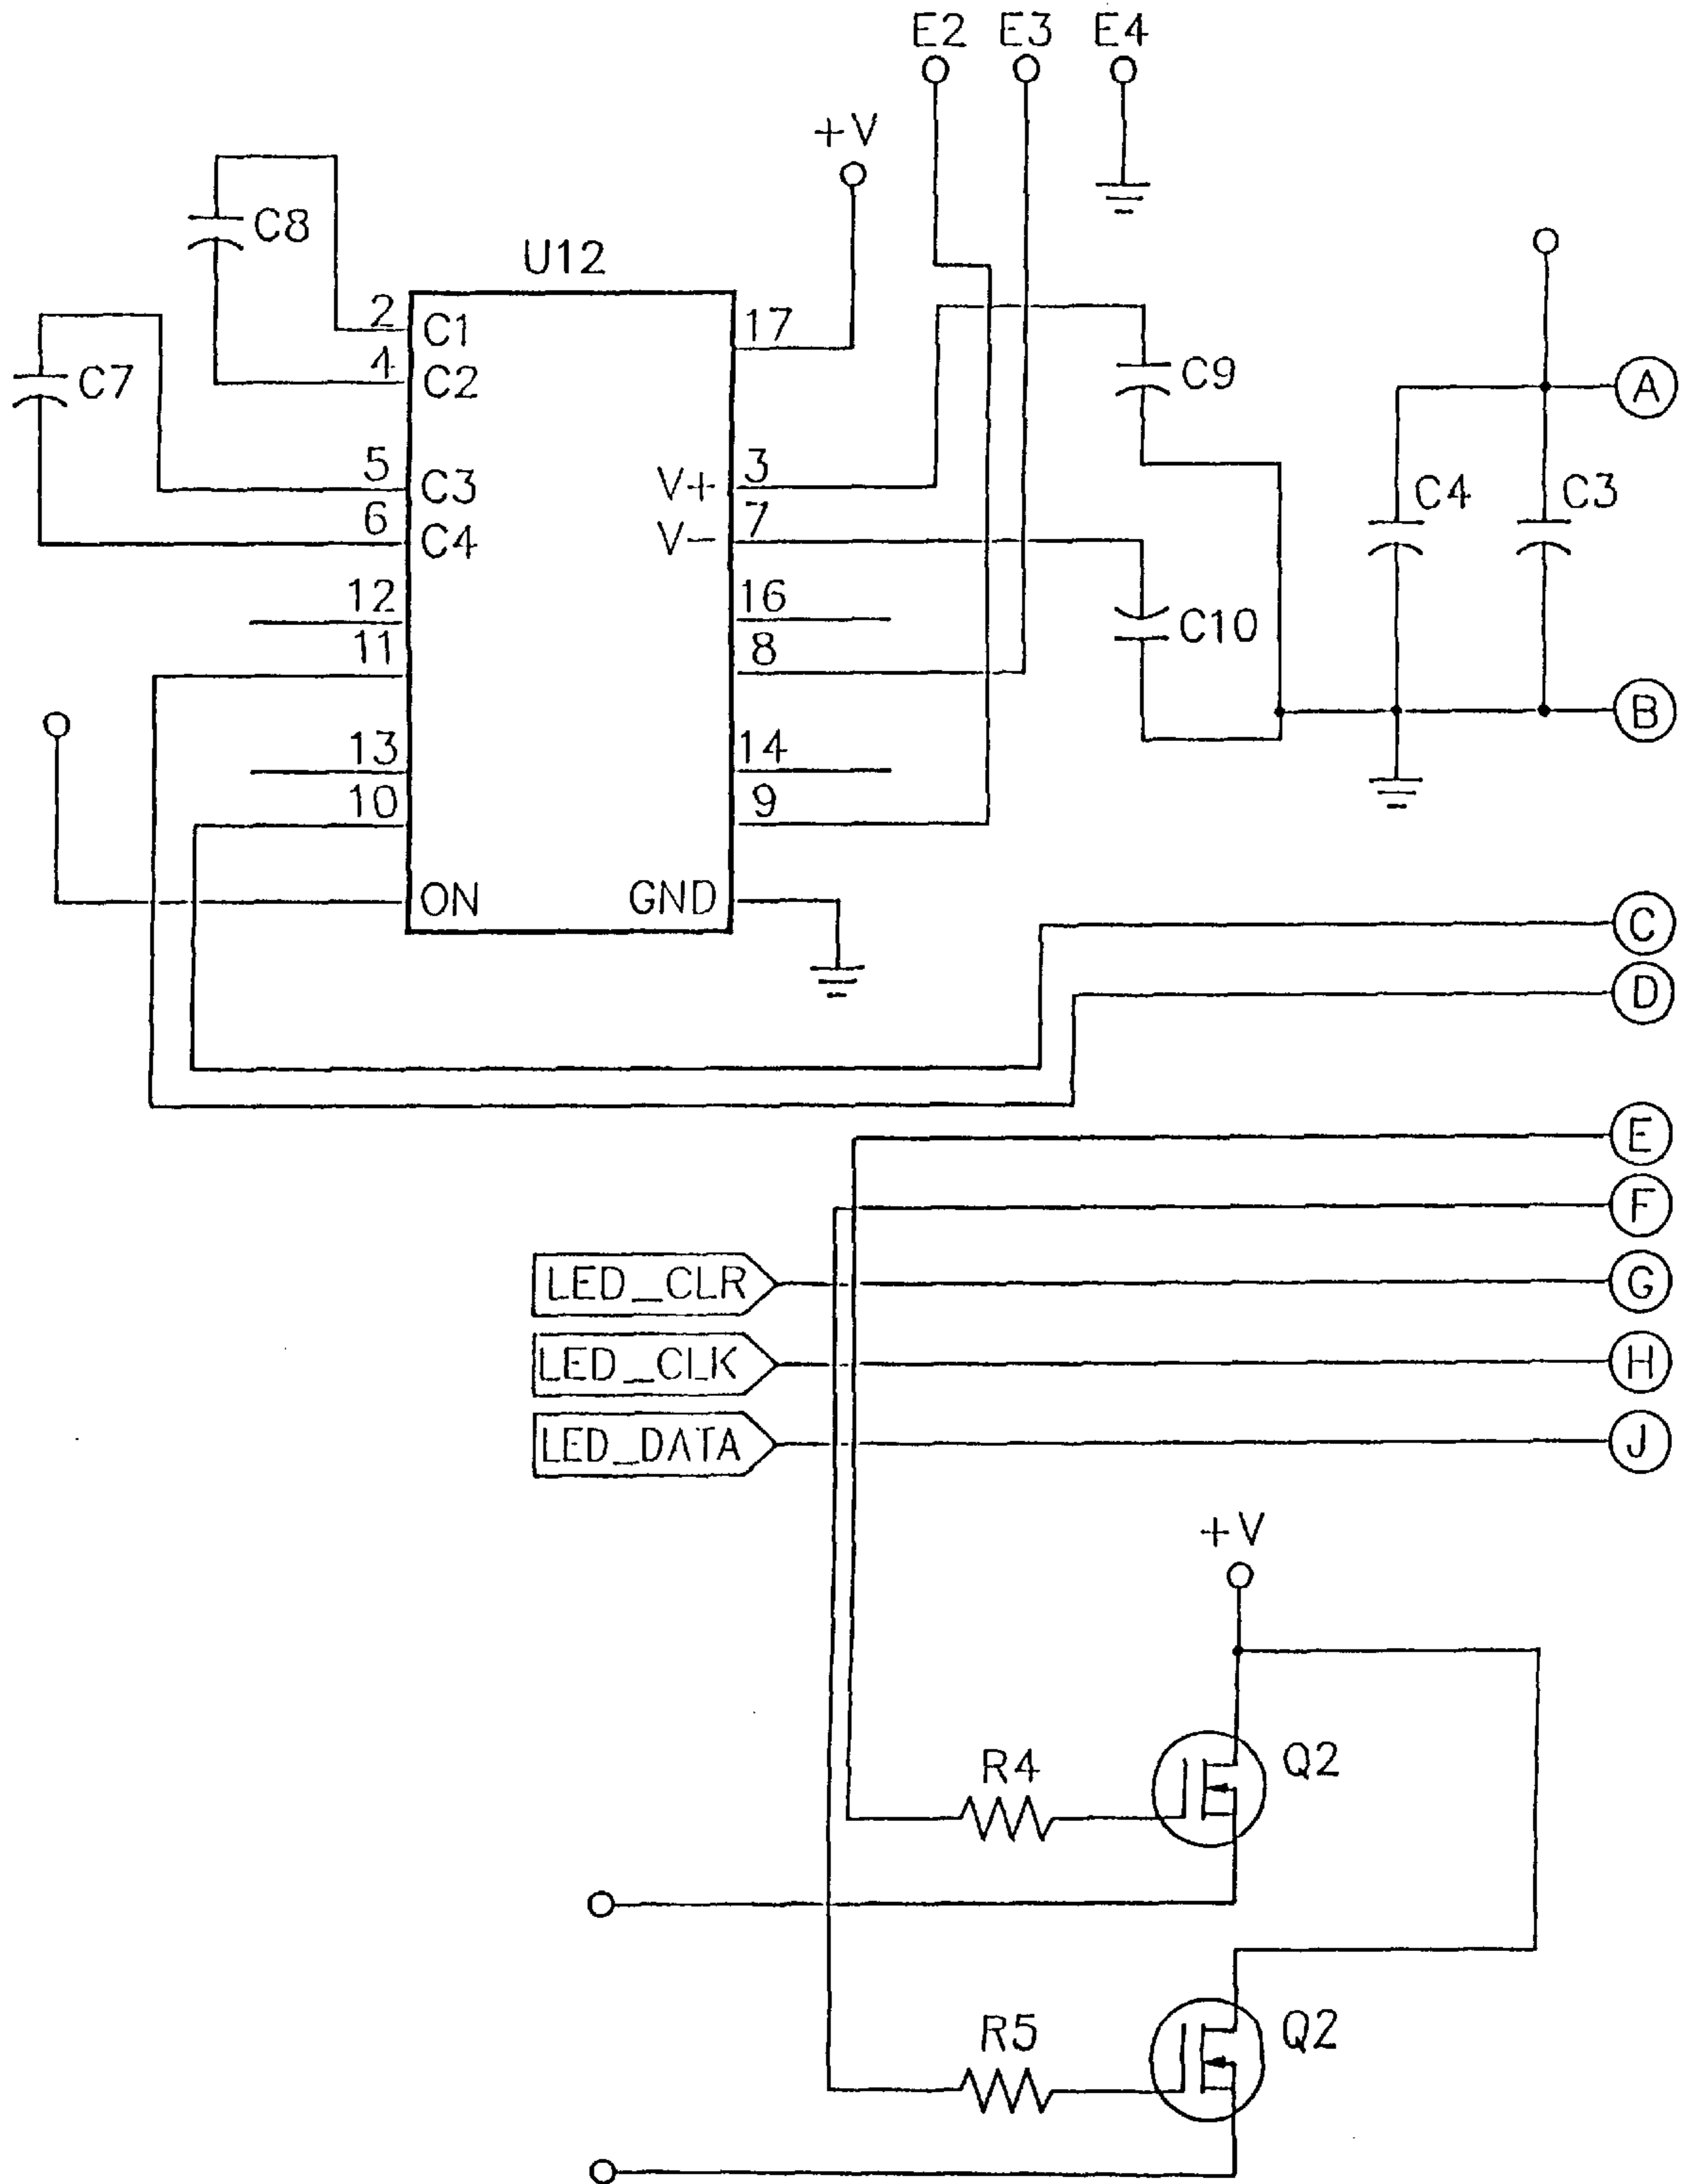 E2 E3 E4
+V
C8
U12
2 C1 17
4 C2
C7
C9
A
5 C3 V+ 3
C4 C3
6 C4 V- 7
12 16
C10
11 8
B
13 14
10 9
ON GND
C
D
E
F
LED_CLR G
LED_CLK H
LED_DATA J
+V
R4 Q2
R5 Q2